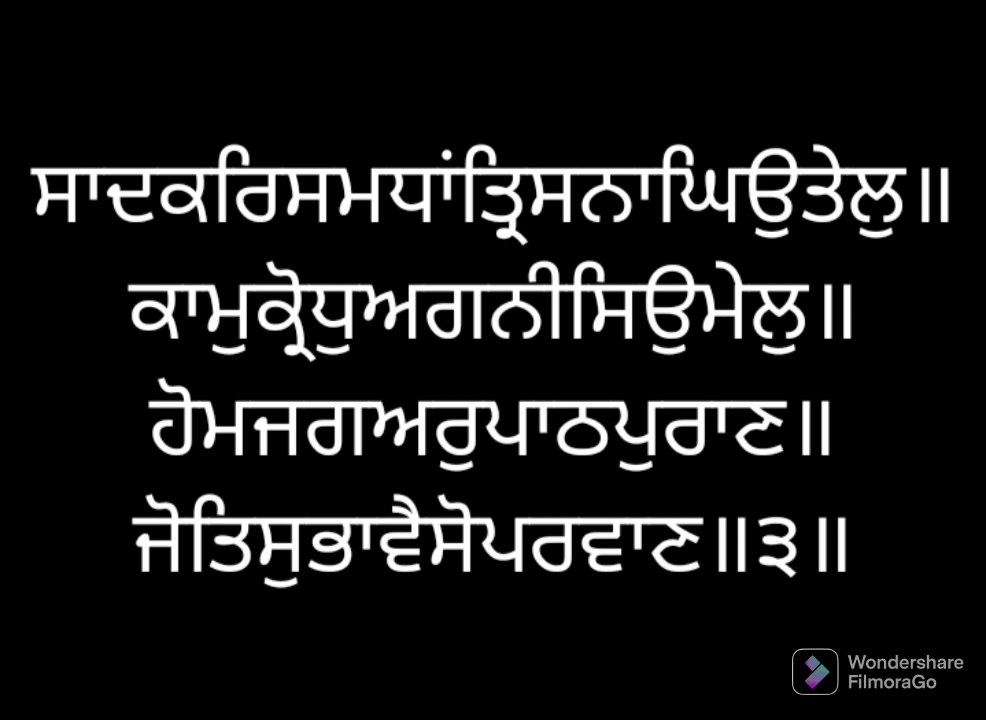 ਸਾਦਕਰਿਸਮਧਾਂਤ੍ਰਿਸਨਾਘਿਉਤੇਲੁ॥
ਕਾਮੁਕ੍ਰੋਧੁਅਗਨੀਸਿਉਮੇਲੁ॥
ਹੋਮਜਗਅਰੁਪਾਠਪੁਰਾਣ॥
ਜੋਤਿਸੁਭਾਵੈਸੋਪਰਵਾਣ॥੩॥
Wondershare
FilmoraGo